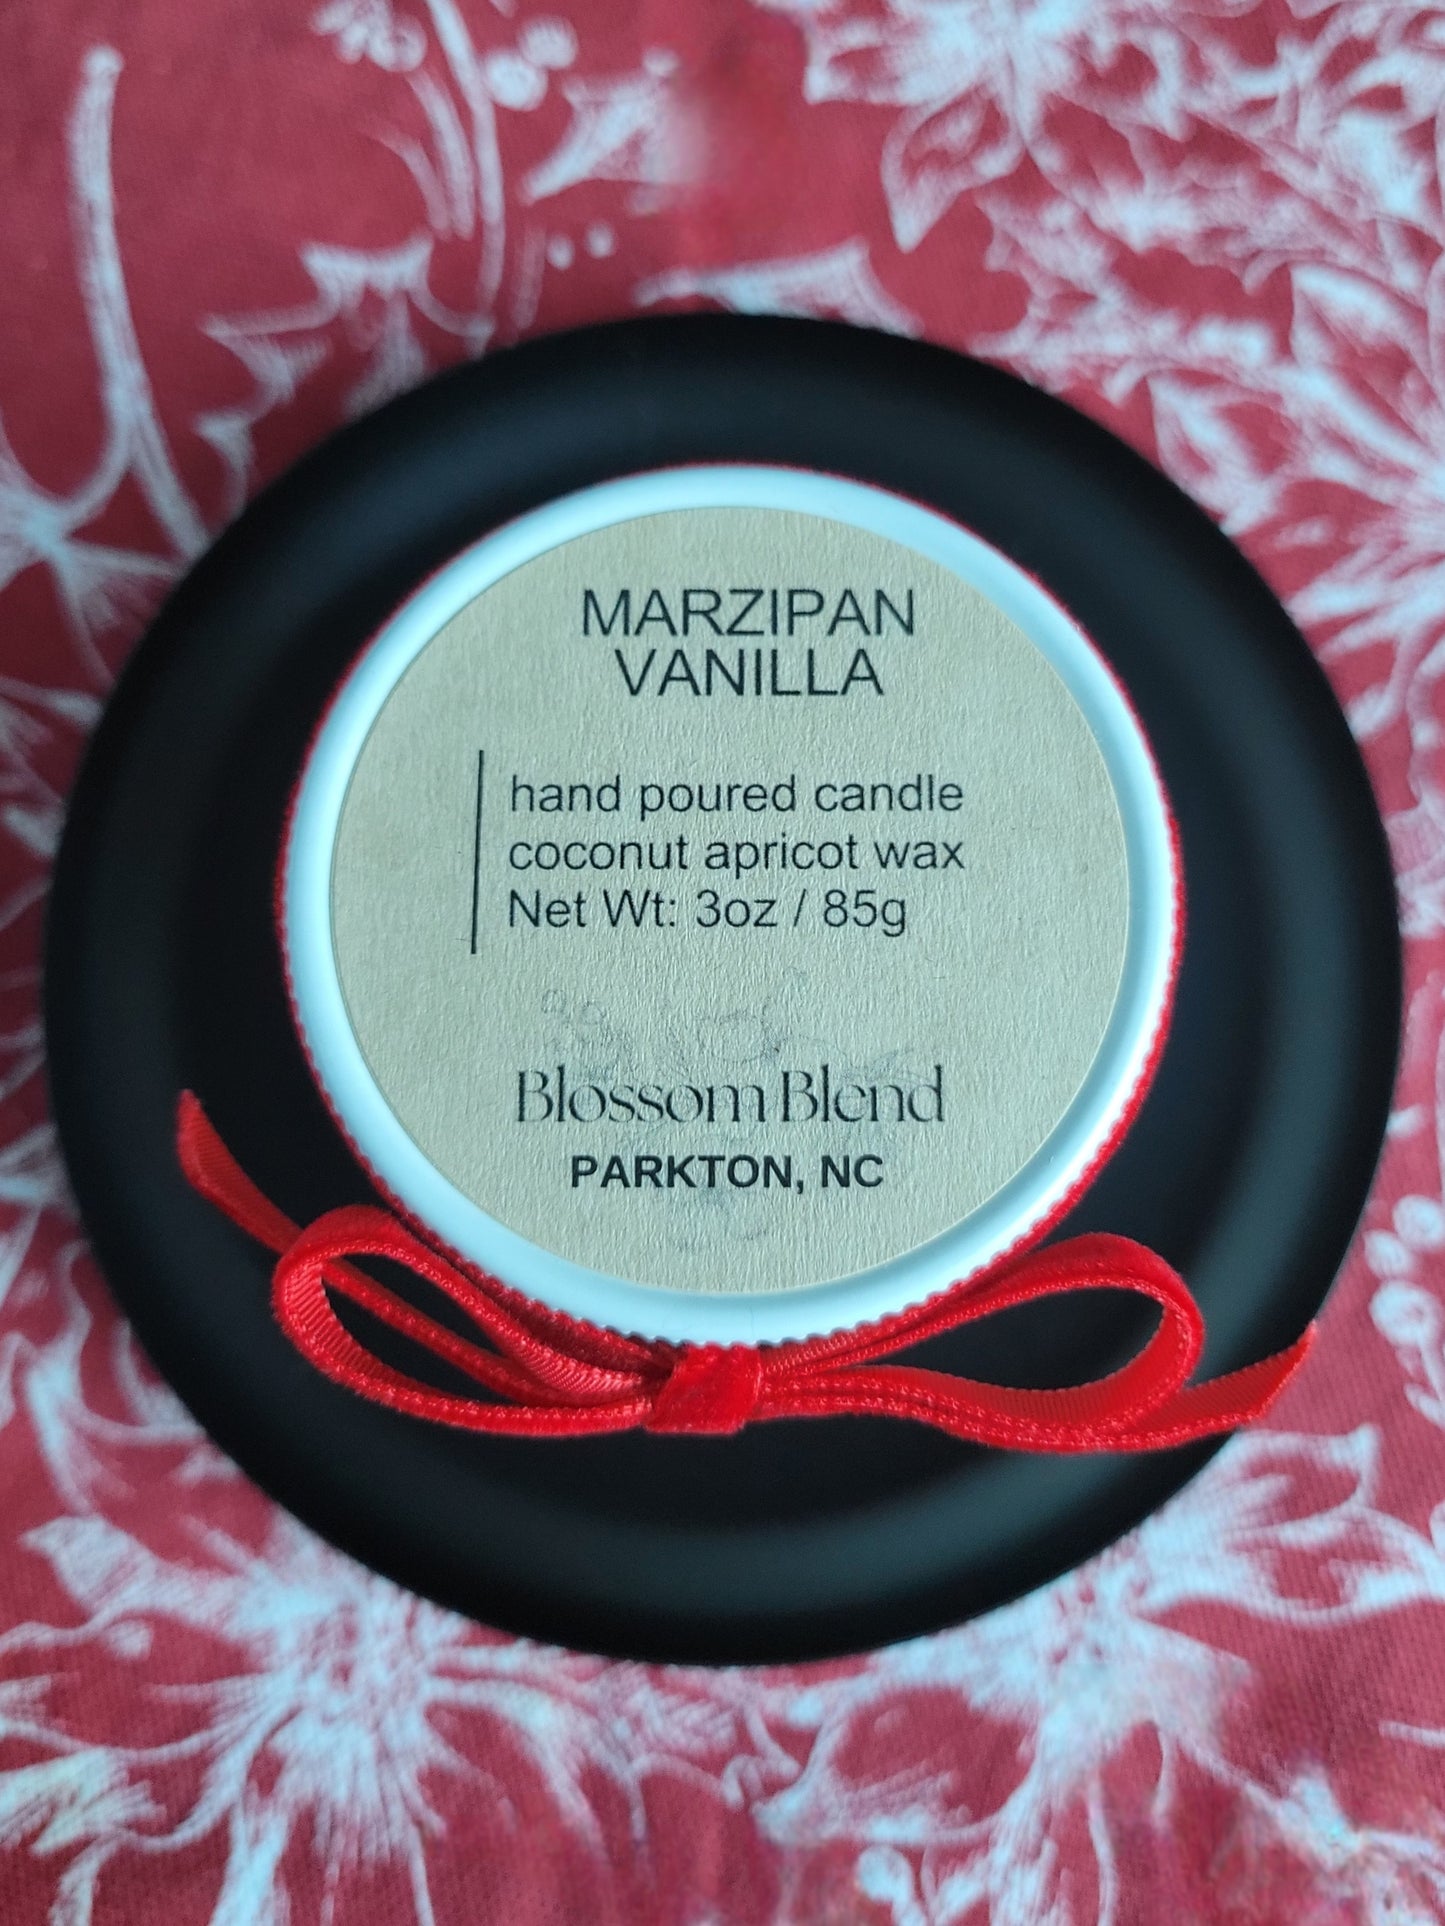 MARZIPAN
VANILLA
hand poured candle
coconut apricot wax
Net Wt: 3oz / 85g
Blossom Blend
PARKTON, NC